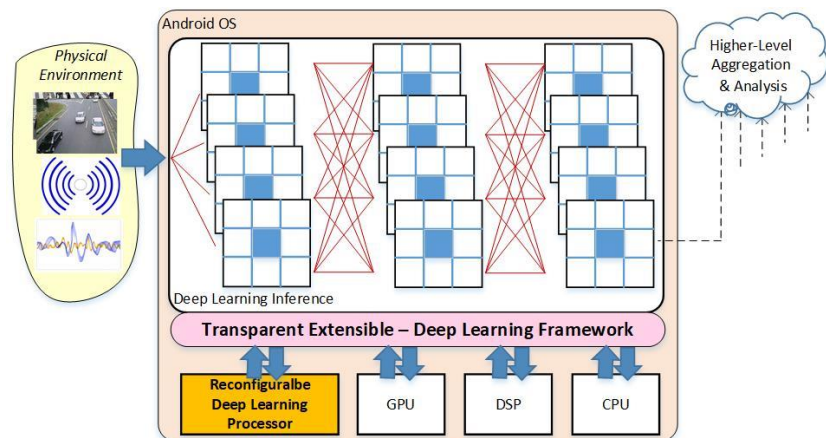 Android OS
Physical
Environment
Higher-Level
Aggregation
& Analysis
Deep Learning Inference
Transparent Extensible – Deep Learning Framework
Reconfiguralbe
Deep Learning
Processor
GPU
DSP
CPU